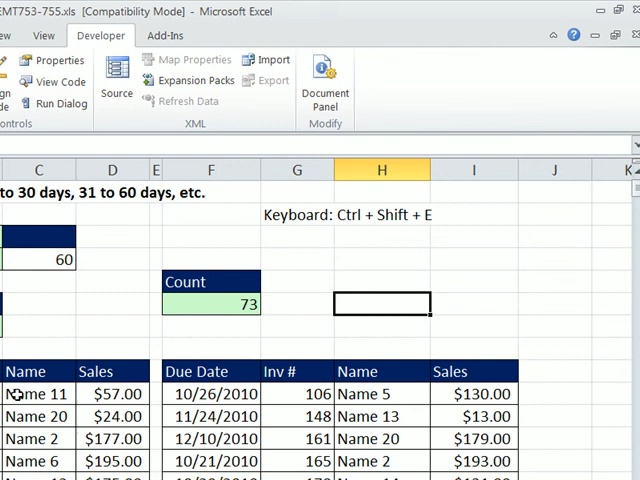 EMT753-755.xls [Compatibility Mode] - Microsoft Excel
View Developer Add-Ins
Properties Map Properties Import
View Code Source Expansion Packs Export Document
Run Dialog Refresh Data Panel
XML Modify
C D E F G H I J K
to 30 days, 31 to 60 days, etc.
Keyboard: Ctrl + Shift + E
60
Count
73
Name Sales Due Date Inv # Name Sales
Name 11 $57.00 10/26/2010 106 Name 5 $130.00
Name 20 $24.00 11/24/2010 148 Name 13 $13.00
Name 2 $177.00 12/10/2010 161 Name 20 $179.00
Name 6 $195.00 10/21/2010 165 Name 2 $193.00